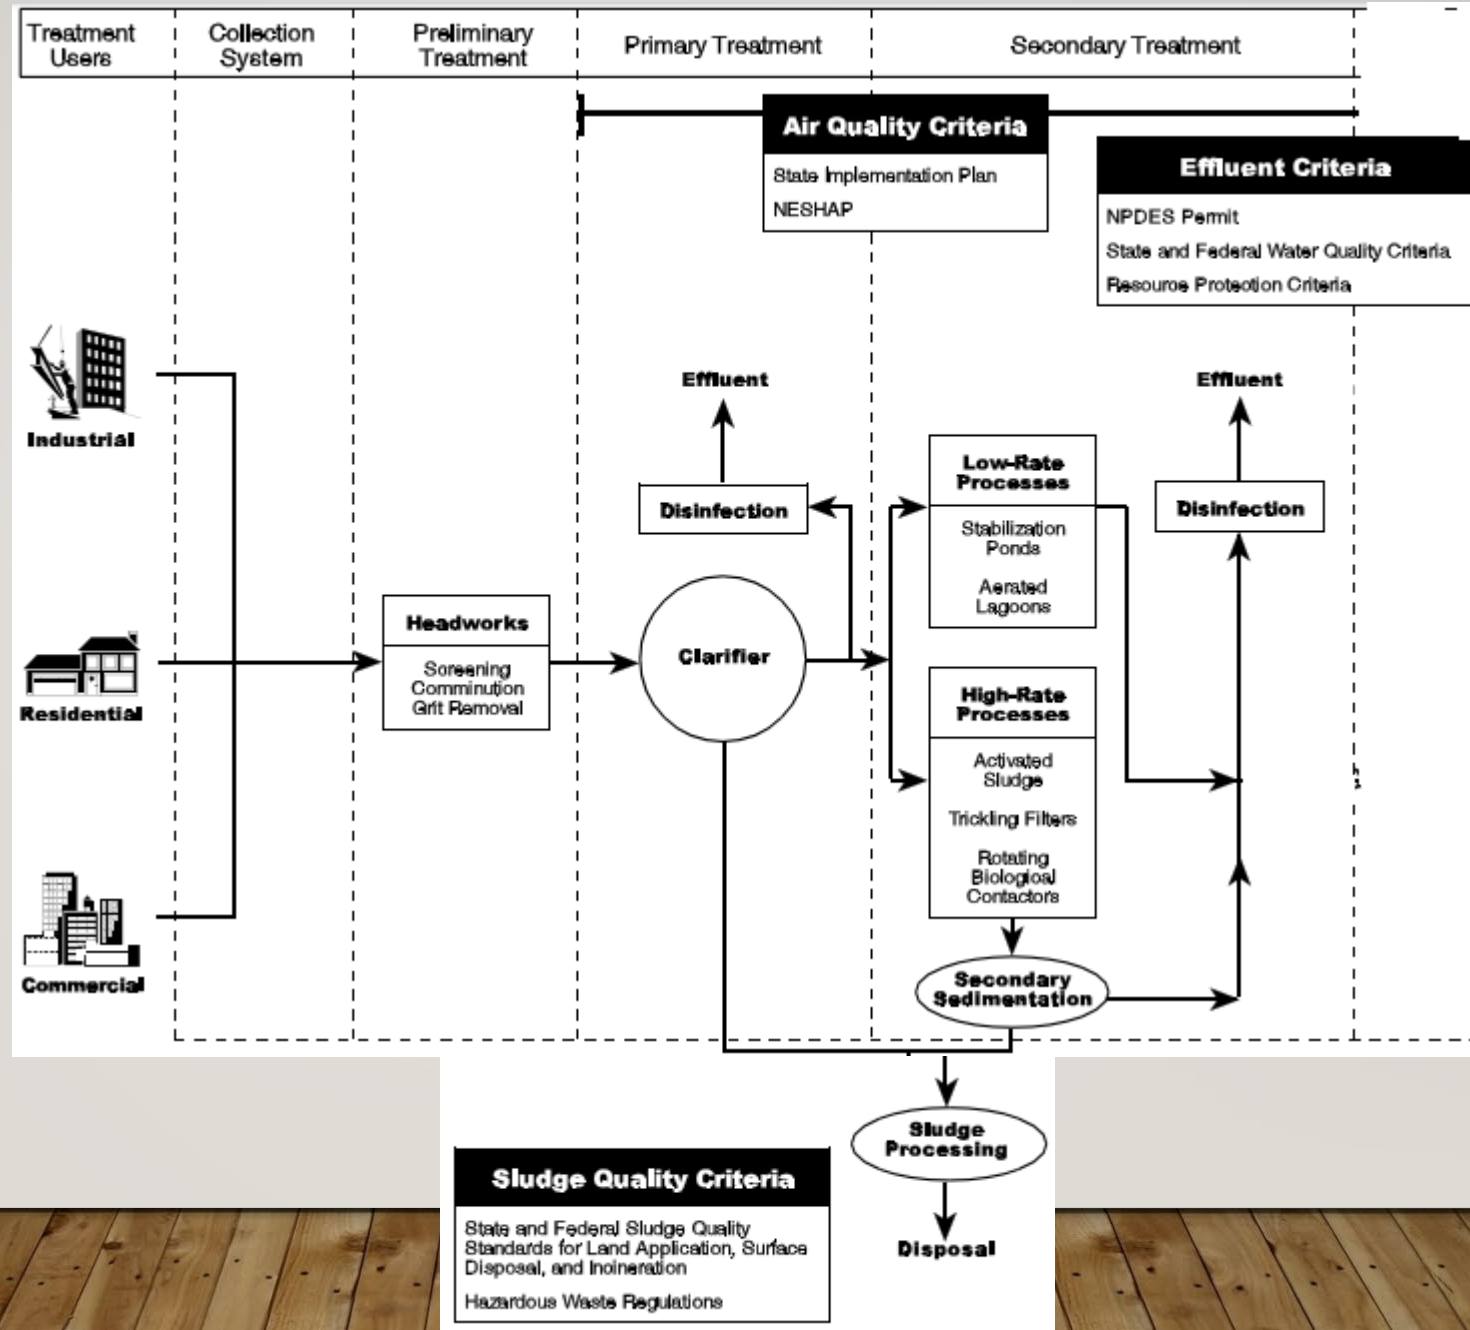 Treatment
Users
Collection
System
Preliminary
Treatment
Primary Treatment
Secondary Treatment
Air Quality Criteria
State Implementation Plan
NESHAP
Effluent Criteria
NPDES Permit
State and Federal Water Quality Criteria
Resource Protection Criteria
Industrial
Residential
Commercial
Headworks
Screening
Comminution
Grit Removal
Effluent
Disinfection
Clarifier
Low-Rate
Processes
Stabilization
Ponds
Aerated
Lagoons
High-Rate
Processes
Activated
Sludge
Trickling Filters
Rotating
Biological
Contactors
Secondary
Sedimentation
Effluent
Disinfection
Sludge
Processing
Disposal
Sludge Quality Criteria
State and Federal Sludge Quality
Standards for Land Application, Surface
Disposal, and Incineration
Hazardous Waste Regulations